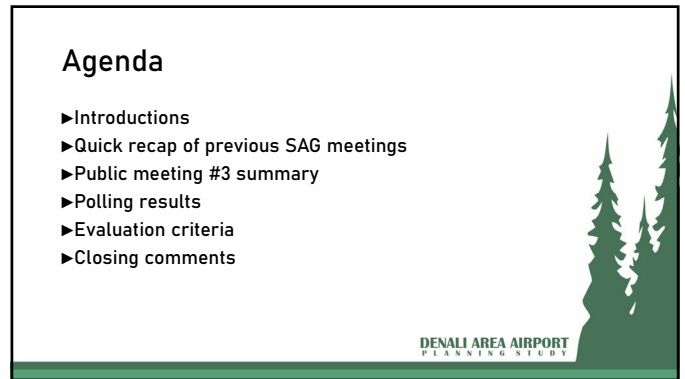 Agenda
▶Introductions
▶Quick recap of previous SAG meetings
▶Public meeting #3 summary
▶Polling results
▶Evaluation criteria
▶Closing comments
DENALI AREA AIRPORT
PLANNING STUDY